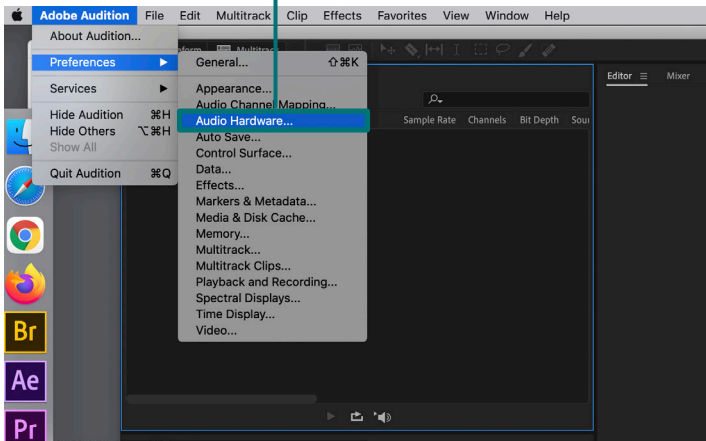 Adobe Audition File Edit Multitrack Clip Effects Favorites View Window Help
About Audition...
Preferences
Services
Hide Audition ⌘H
Hide Others ⌥⌘H
Show All
Quit Audition ⌘Q
General... ⇧⌘K
Appearance...
Audio Channel Mapping...
Audio Hardware...
Auto Save...
Control Surface...
Data...
Effects...
Markers & Metadata...
Media & Disk Cache...
Memory...
Multitrack...
Multitrack Clips...
Playback and Recording...
Spectral Displays...
Time Display...
Video...
Multitrack
Sample Rate Channels Bit Depth
Editor Mixer
Br
Ae
Pr